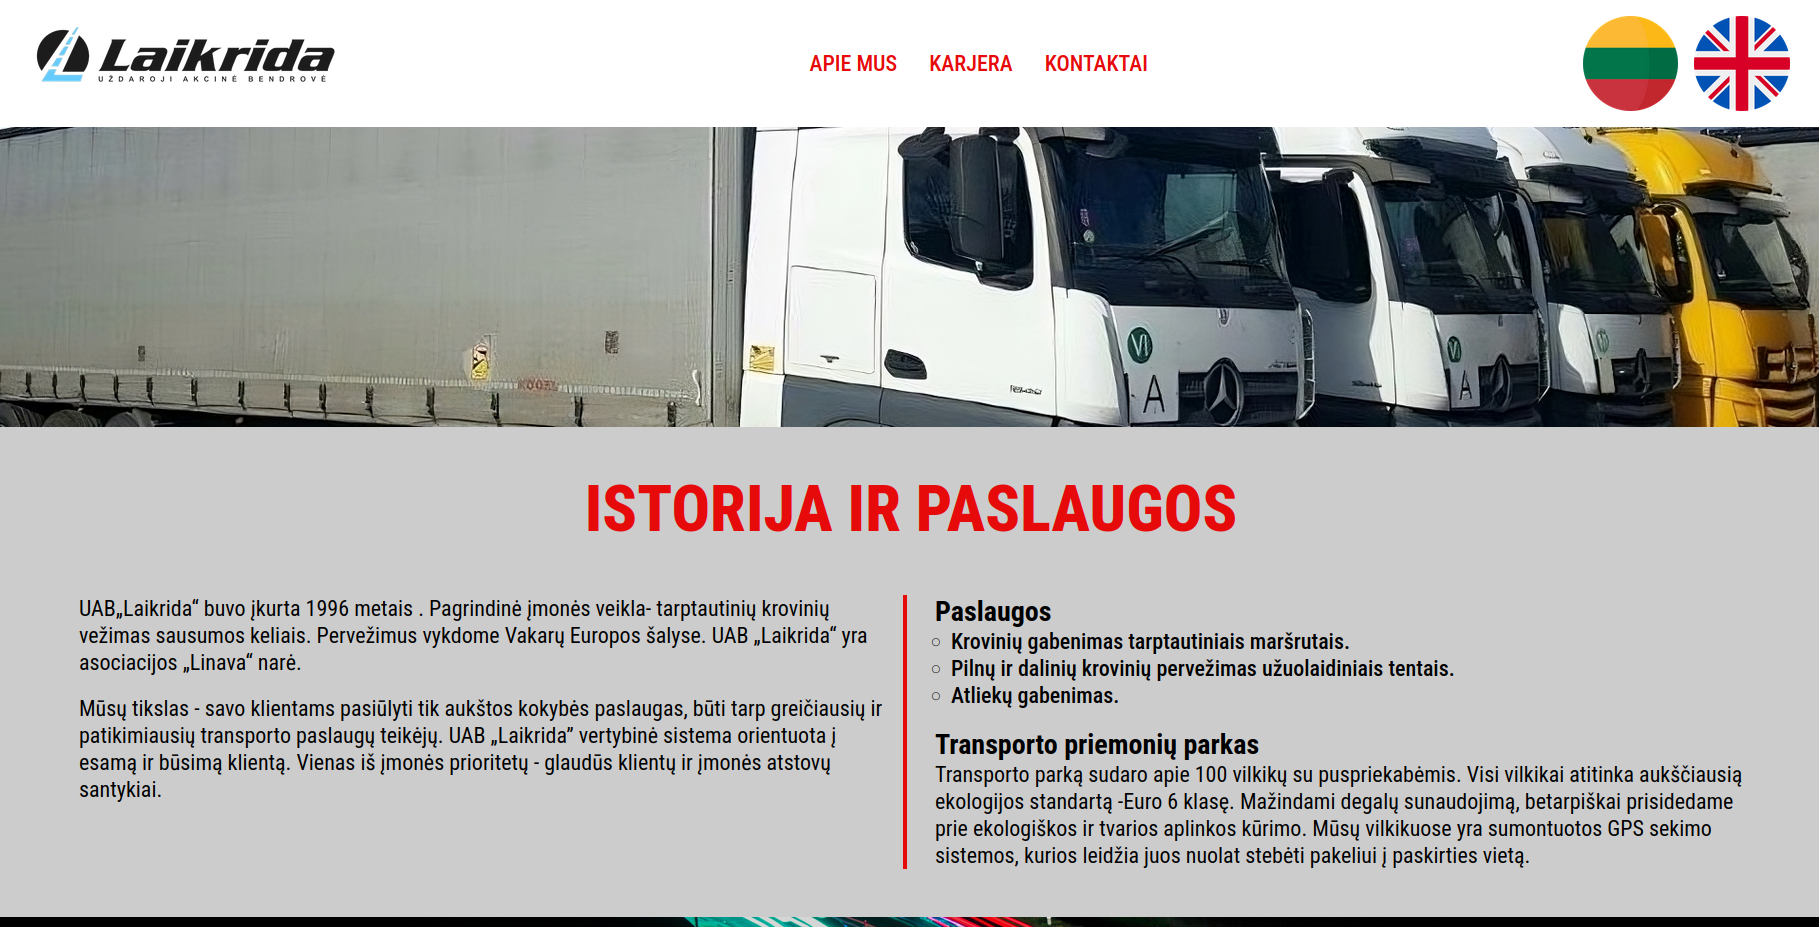 Laikrida
UŽDAROJI AKCINĖ BENDROVĖ
APIE MUS
KARJERA
KONTAKTAI
VI
A
VI
A
ISTORIJA IR PASLAUGOS
UAB„Laikrida“ buvo įkurta 1996 metais . Pagrindinė įmonės veikla- tarptautinių krovinių
vežimas sausumos keliais. Pervežimus vykdome Vakarų Europos šalyse. UAB „Laikrida“ yra
asociacijos „Linava“ narė.
Mūsų tikslas - savo klientams pasiūlyti tik aukštos kokybės paslaugas, būti tarp greičiausių ir
patikimiausių transporto paslaugų teikėjų. UAB „Laikrida” vertybinė sistema orientuota į
esamą ir būsimą klientą. Vienas iš įmonės prioritetų - glaudūs klientų ir įmonės atstovų
santykiai.
Paslaugos
Krovinių gabenimas tarptautiniais maršrutais.
Pilnų ir dalinių krovinių pervežimas užuolaidiniais tentais.
Atliekų gabenimas.
Transporto priemonių parkas
Transporto parką sudaro apie 100 vilkikų su puspriekabėmis. Visi vilkikai atitinka aukščiausią
ekologijos standartą -Euro 6 klasę. Mažindami degalų sunaudojimą, betarpiškai prisidedame
prie ekologiškos ir tvarios aplinkos kūrimo. Mūsų vilkikuose yra sumontuotos GPS sekimo
sistemos, kurios leidžia juos nuolat stebėti pakeliui į paskirties vietą.